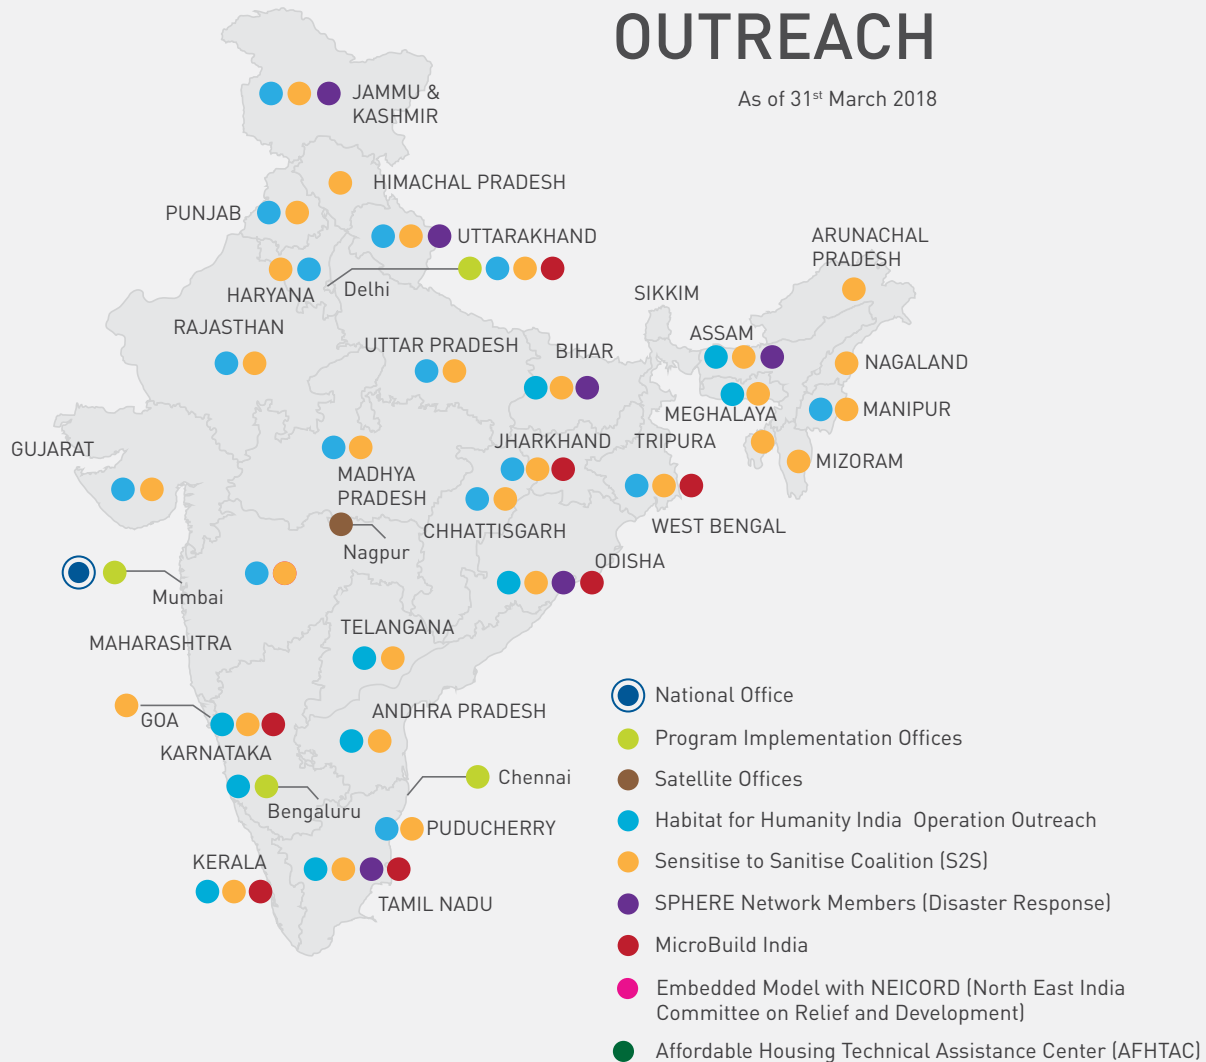 OUTREACH
As of 31st March 2018
JAMMU &
KASHMIR
HIMACHAL PRADESH
PUNJAB
UTTARAKHAND
ARUNACHAL
PRADESH
HARYANA
Delhi
SIKKIM
RAJASTHAN
ASSAM
UTTAR PRADESH
BIHAR
NAGALAND
MEGHALAYA
MANIPUR
GUJARAT
JHARKHAND
TRIPURA
MIZORAM
MADHYA
PRADESH
CHHATTISGARH
WEST BENGAL
Nagpur
ODISHA
Mumbai
TELANGANA
MAHARASHTRA
GOA
ANDHRA PRADESH
KARNATAKA
Chennai
Bengaluru
PUDUCHERRY
KERALA
TAMIL NADU
National Office
Program Implementation Offices
Satellite Offices
Habitat for Humanity India Operation Outreach
Sensitise to Sanitise Coalition (S2S)
SPHERE Network Members (Disaster Response)
MicroBuild India
Embedded Model with NEICORD (North East India
Committee on Relief and Development)
Affordable Housing Technical Assistance Center (AFHTAC)